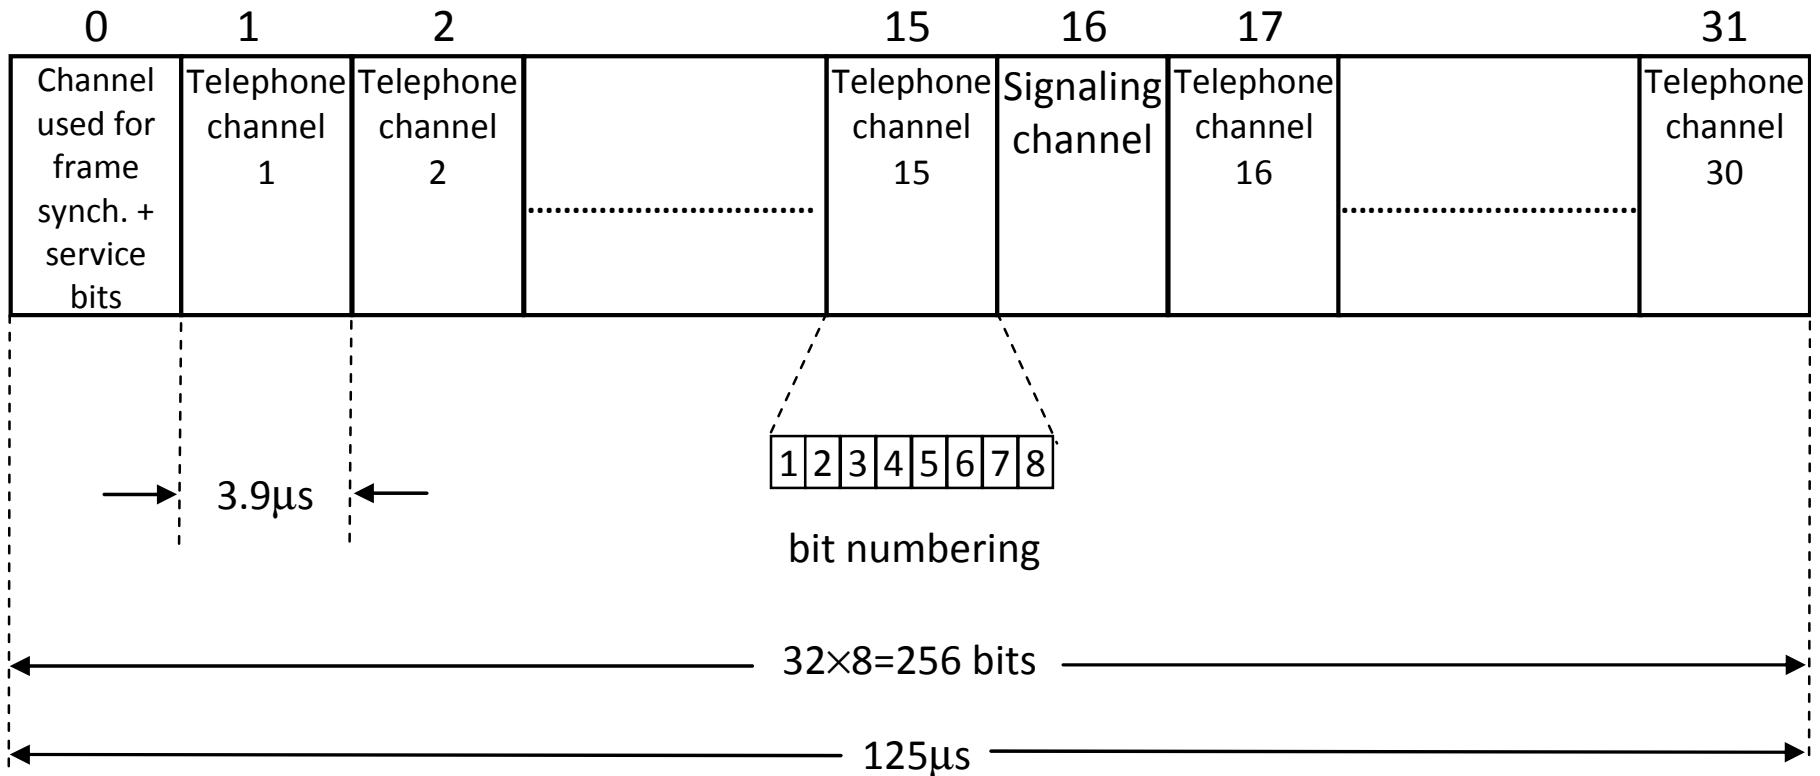 0 1 2 15 16 17 31
Channel
used for
frame
synch. +
service
bits
Telephone
channel
1
Telephone
channel
2
Telephone
channel
15
Signaling
channel
Telephone
channel
16
Telephone
channel
30
1 2 3 4 5 6 7 8
3.9μs
bit numbering
32×8=256 bits
125μs